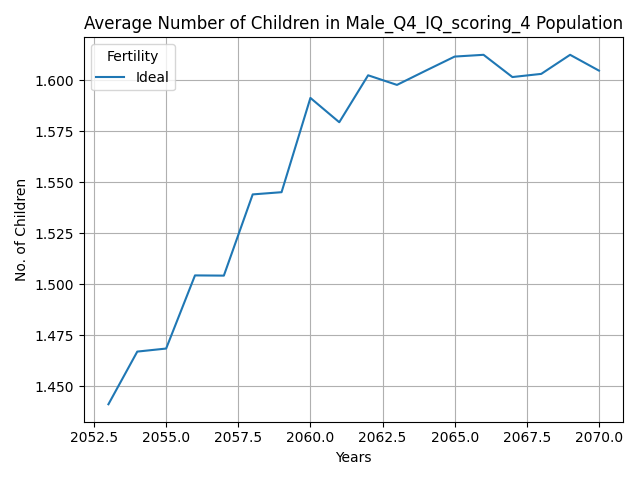 Average Number of Children in Male_Q4_IQ_scoring_4 Population
Fertility
Ideal
1.600
1.575
1.550
1.525
1.500
1.475
1.450
No. of Children
2052.5 2055.0 2057.5 2060.0 2062.5 2065.0 2067.5 2070.0
Years